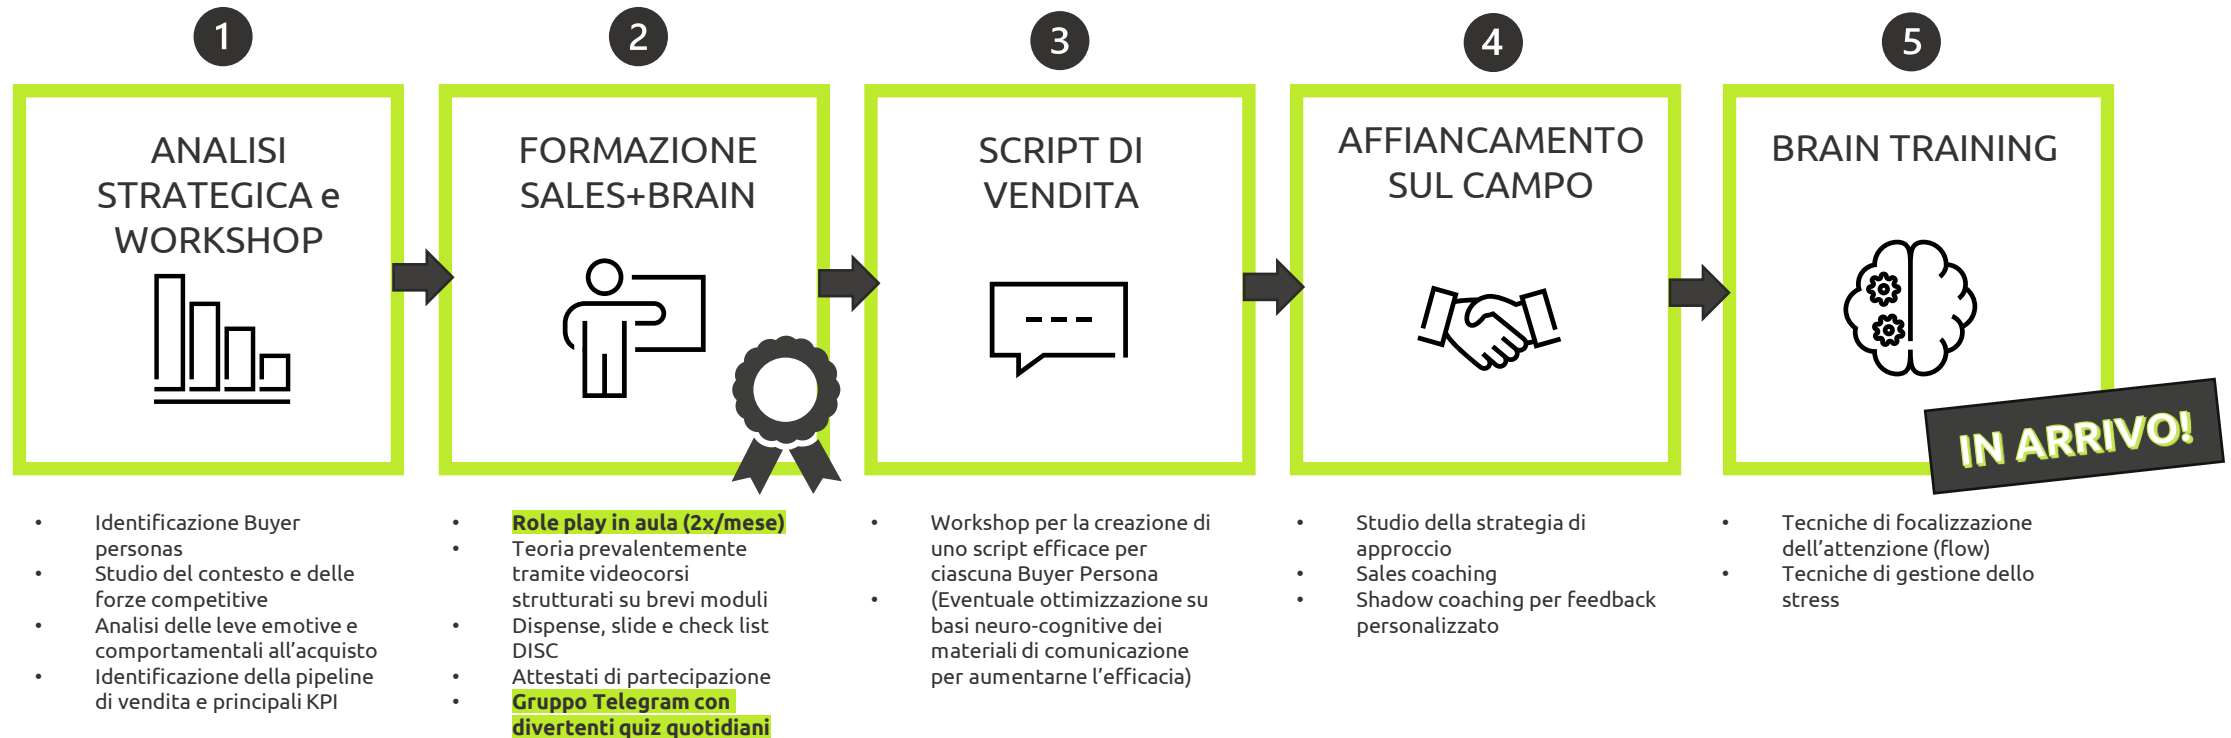 1
ANALISI
STRATEGICA e
WORKSHOP
• Identificazione Buyer
personas
• Studio del contesto e delle
forze competitive
• Analisi delle leve emotive e
comportamentali all’acquisto
• Identificazione della pipeline
di vendita e principali KPI
2
FORMAZIONE
SALES+BRAIN
• Role play in aula (2x/mese)
• Teoria prevalentemente
tramite videocorsi
strutturati su brevi moduli
• Dispense, slide e check list
DISC
• Attestati di partecipazione
• Gruppo Telegram con
divertenti quiz quotidiani
3
SCRIPT DI
VENDITA
• Workshop per la creazione di
uno script efficace per
ciascuna Buyer Persona
• (Eventuale ottimizzazione su
basi neuro-cognitive dei
materiali di comunicazione
per aumentarne l’efficacia)
4
AFFIANCAMENTO
SUL CAMPO
• Studio della strategia di
approccio
• Sales coaching
• Shadow coaching per feedback
personalizzato
5
BRAIN TRAINING
IN ARRIVO!
• Tecniche di focalizzazione
dell’attenzione (flow)
• Tecniche di gestione dello
stress